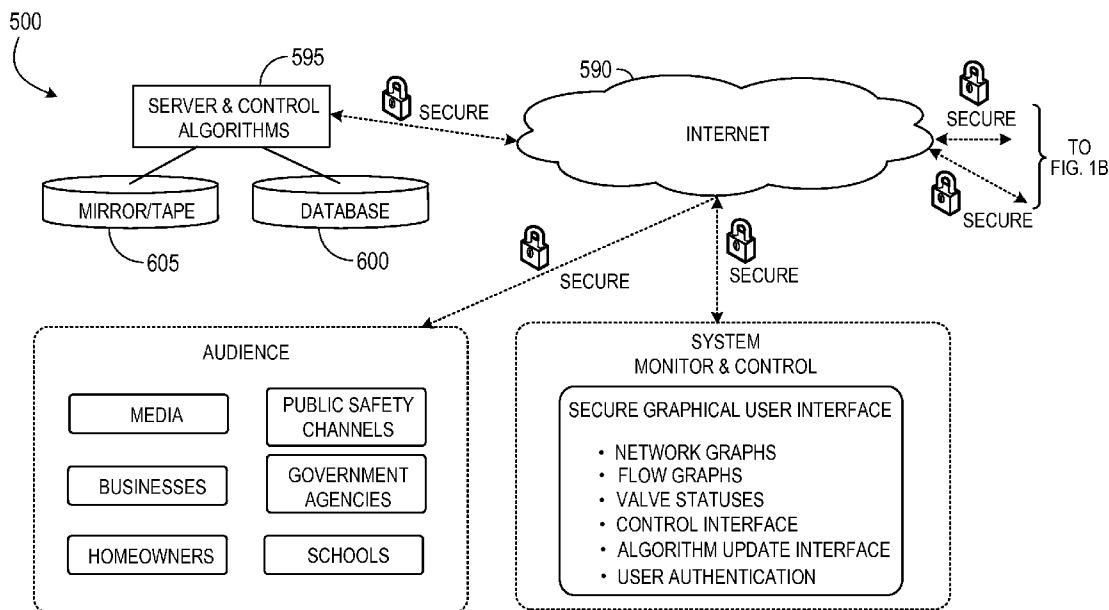 500
595
SERVER & CONTROL
ALGORITHMS
MIRROR/TAPE
605
DATABASE
600
SECURE
590
INTERNET
SECURE
SECURE
TO
FIG. 1B
SECURE
SECURE
AUDIENCE
MEDIA
PUBLIC SAFETY
CHANNELS
BUSINESSES
GOVERNMENT
AGENCIES
HOMEOWNERS
SCHOOLS
SYSTEM
MONITOR & CONTROL
SECURE GRAPHICAL USER INTERFACE
• NETWORK GRAPHS
• FLOW GRAPHS
• VALVE STATUSES
• CONTROL INTERFACE
• ALGORITHM UPDATE INTERFACE
• USER AUTHENTICATION